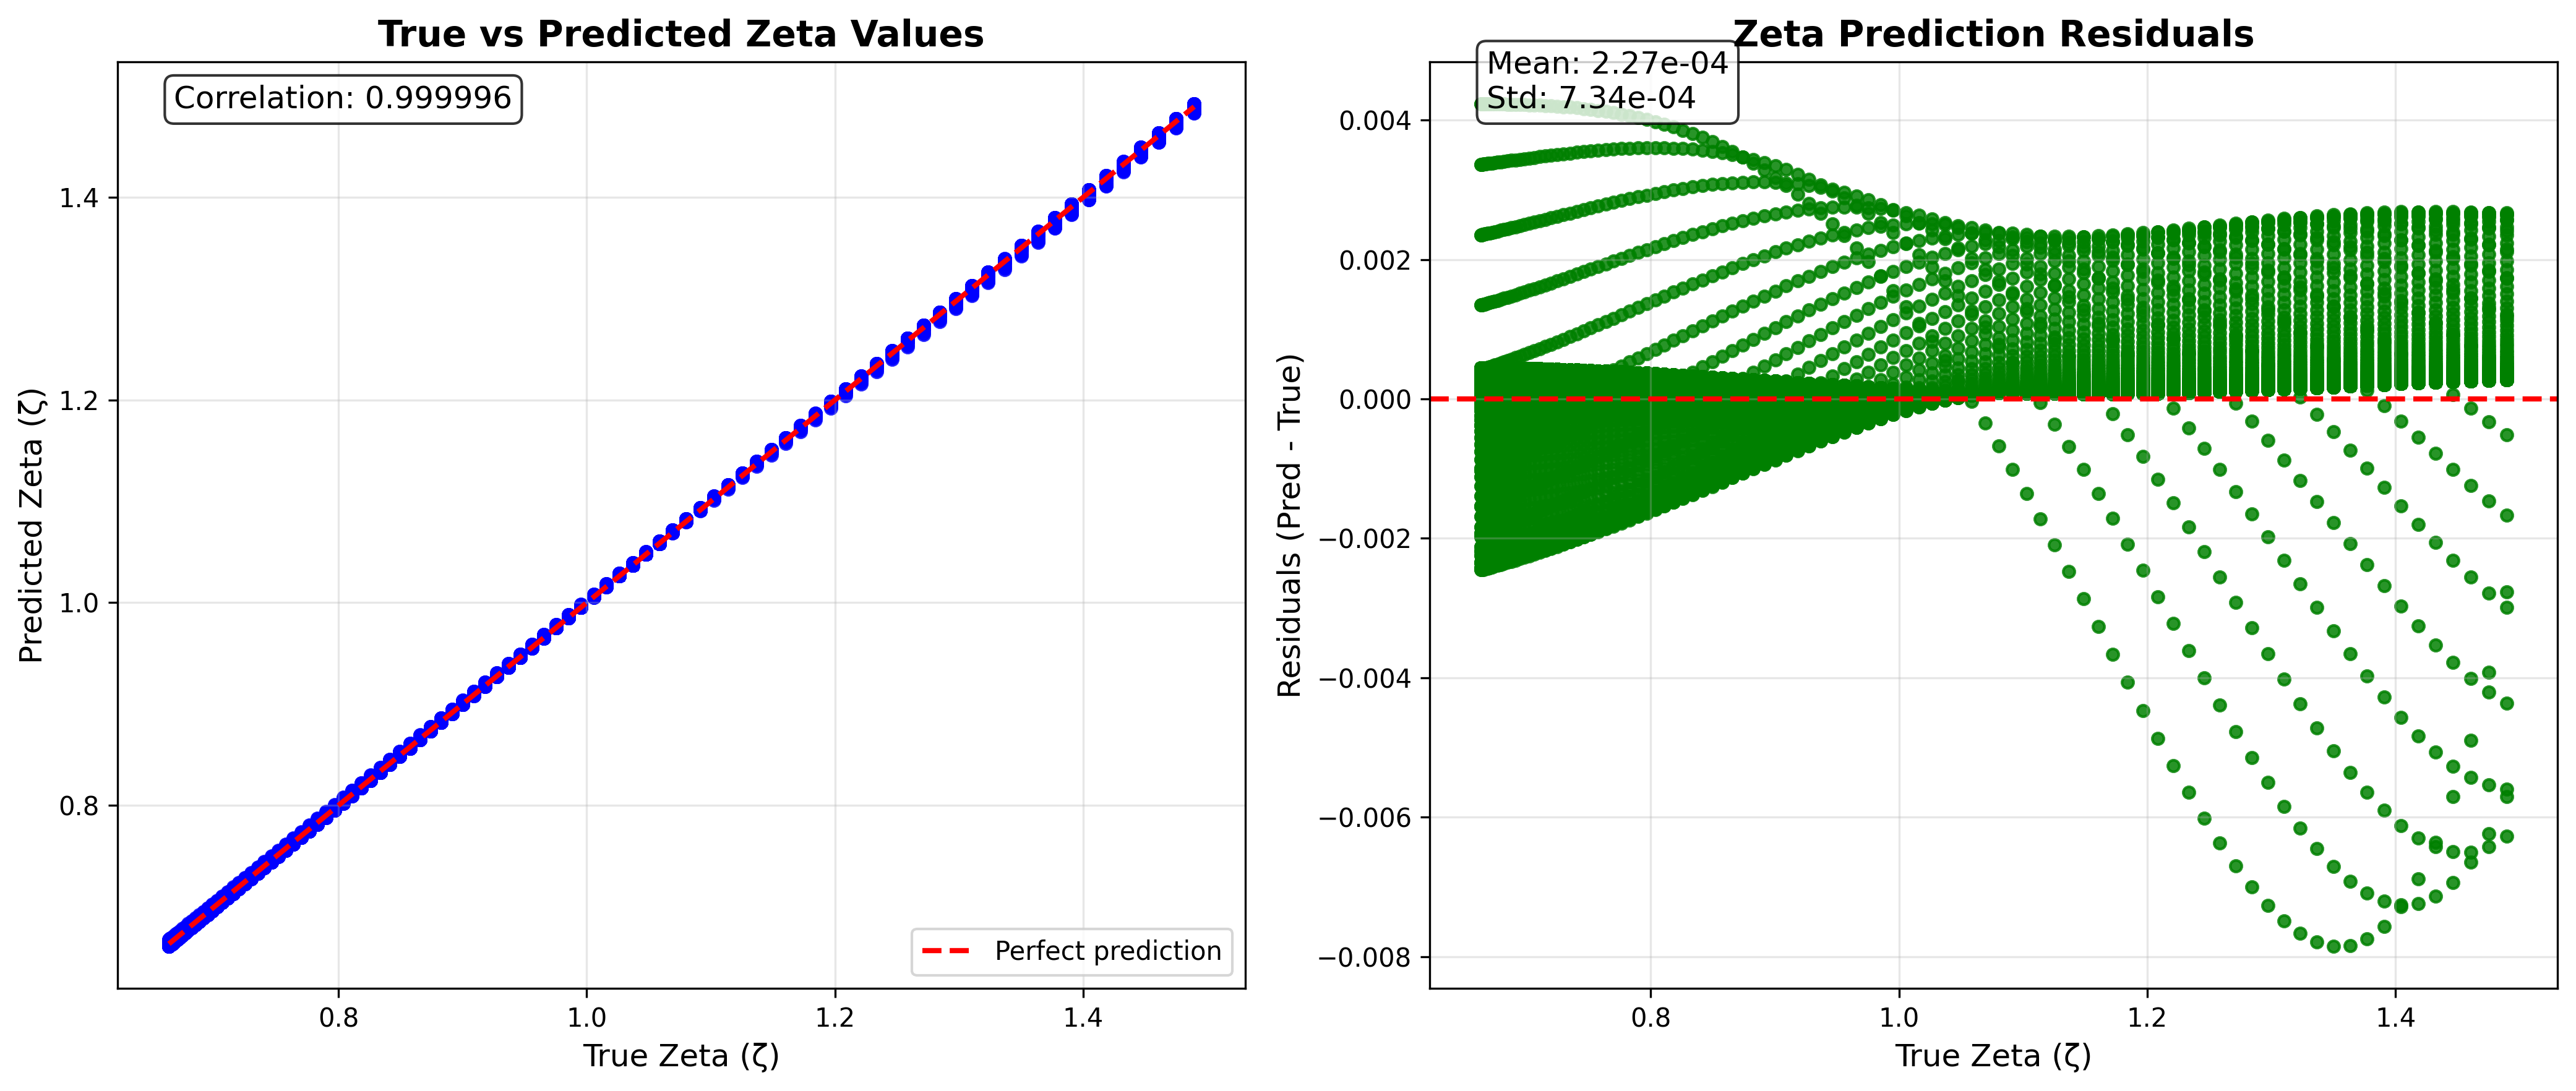 True vs Predicted Zeta Values
Correlation: 0.999996
Predicted Zeta (ζ)
1.4
1.2
1.0
0.8
Perfect prediction
0.8
1.0
1.2
1.4
True Zeta (ζ)
Zeta Prediction Residuals
Mean: 2.27e-04
Std: 7.34e-04
Residuals (Pred - True)
0.004
0.002
0.000
−0.002
−0.004
−0.006
−0.008
0.8
1.0
1.2
1.4
True Zeta (ζ)